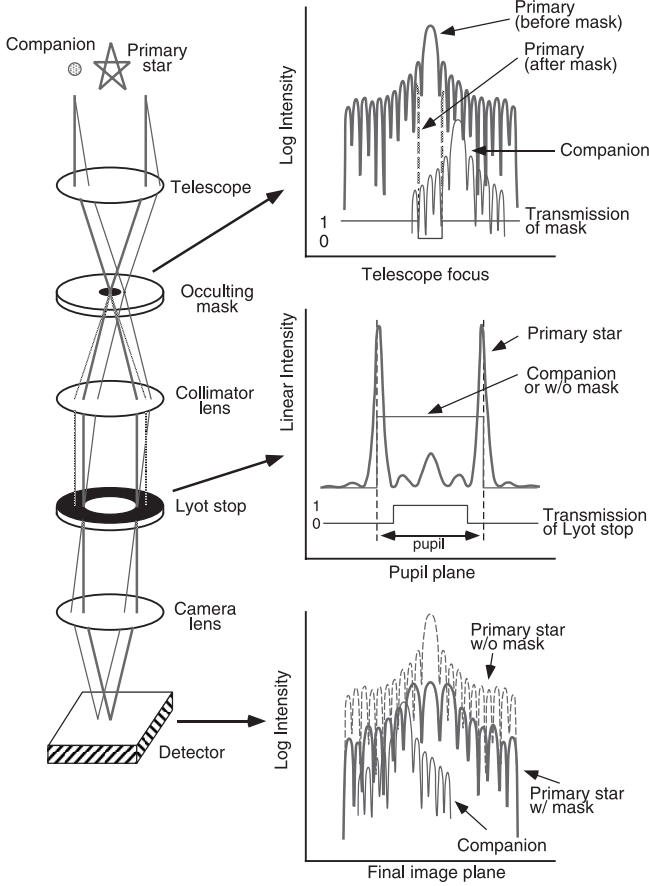 Companion
Primary
star
Telescope
Occulting
mask
Collimator
lens
Lyot stop
Camera
lens
Detector
Log Intensity
Primary
(before mask)
Primary
(after mask)
Companion
1
0
Transmission
of mask
Telescope focus
Linear Intensity
Primary star
Companion
or w/o mask
1
0
Transmission
of Lyot stop
pupil
Pupil plane
Log Intensity
Primary star
w/o mask
Primary star
w/ mask
Companion
Final image plane